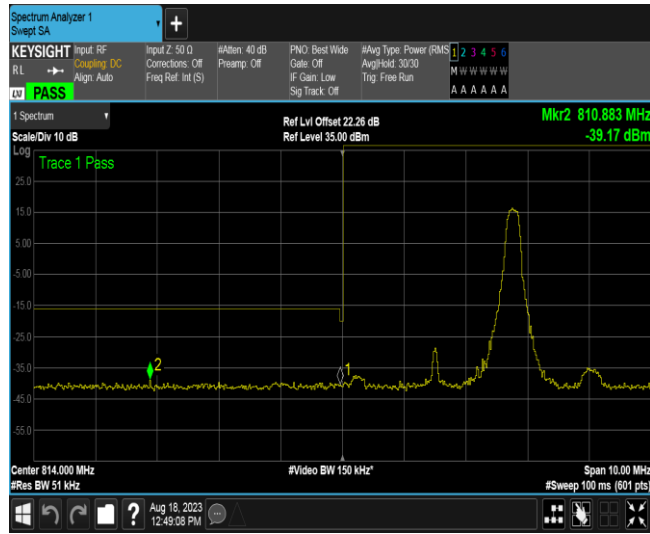 Spectrum Analyzer 1
Swept SA
+
KEYSIGHT Input: RF Input Z: 50 Ω #Atten: 40 dB PNO: Best Wide #Avg Type: Power (RMS 1 2 3 4 5 6
RL Coupling: DC Corrections: Off Preamp: Off Gate: Off Avg|Hold: 30/30 M W W W W W
Align: Auto Freq Ref: Int (S) IF Gain: Low Trig: Free Run
LXI PASS Sig Track: Off A A A A A A
1 Spectrum Ref Lvl Offset 22.26 dB Mkr2 810.883 MHz
Scale/Div 10 dB Ref Level 35.00 dBm -39.17 dBm
Log
Trace 1 Pass
25.0
15.0
5.00
-5.00
-15.0
-25.0
-35.0
2
1
-45.0
-55.0
Center 814.000 MHz #Video BW 150 kHz* Span 10.00 MHz
#Res BW 51 kHz #Sweep 100 ms (601 pts)
? Aug 18, 2023
12:49:08 PM